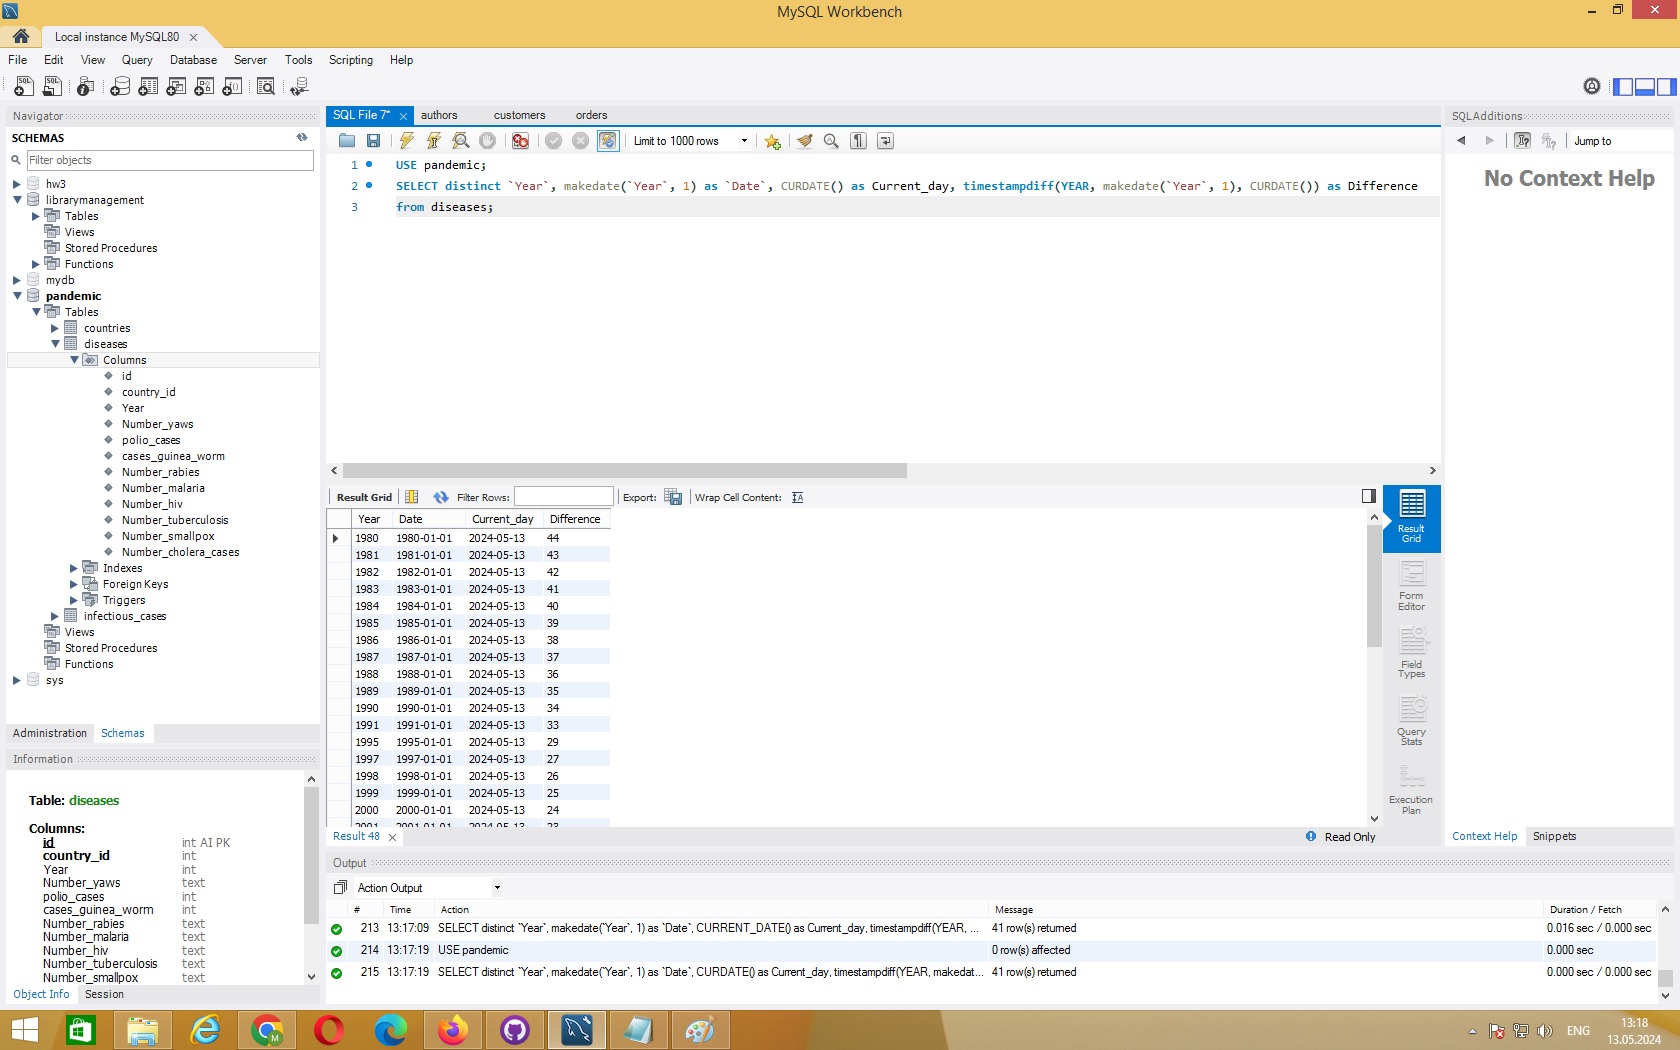 MySQL Workbench
Local instance MySQL80
File Edit View Query Database Server Tools Scripting Help
Navigator
SCHEMAS
Filter objects
hw3
librarymanagement
Tables
Views
Stored Procedures
Functions
mydb
pandemic
Tables
countries
diseases
Columns
id
country_id
Year
Number_yaws
polio_cases
cases_guinea_worm
Number_rabies
Number_malaria
Number_hiv
Number_tuberculosis
Number_smallpox
Number_cholera_cases
Indexes
Foreign Keys
Triggers
infectious_cases
Views
Stored Procedures
Functions
sys
Administration Schemas
Information
Table: diseases
Columns:
id int AI PK
country_id int
Year int
Number_yaws text
polio_cases int
cases_guinea_worm int
Number_rabies text
Number_malaria text
Number_hiv text
Number_tuberculosis text
Number_smallpox text
Object Info Session
SQL File 7* authors customers orders
Limit to 1000 rows
1 USE pandemic;
2 SELECT distinct `Year`, makedate(`Year`, 1) as `Date`, CURDATE() as Current_day, timestampdiff(YEAR, makedate(`Year`, 1), CURDATE()) as Difference
3 from diseases;
Result Grid Filter Rows: Export: Wrap Cell Content:
Year Date Current_day Difference
1980 1980-01-01 2024-05-13 44
1981 1981-01-01 2024-05-13 43
1982 1982-01-01 2024-05-13 42
1983 1983-01-01 2024-05-13 41
1984 1984-01-01 2024-05-13 40
1985 1985-01-01 2024-05-13 39
1986 1986-01-01 2024-05-13 38
1987 1987-01-01 2024-05-13 37
1988 1988-01-01 2024-05-13 36
1989 1989-01-01 2024-05-13 35
1990 1990-01-01 2024-05-13 34
1991 1991-01-01 2024-05-13 33
1995 1995-01-01 2024-05-13 29
1997 1997-01-01 2024-05-13 27
1998 1998-01-01 2024-05-13 26
1999 1999-01-01 2024-05-13 25
2000 2000-01-01 2024-05-13 24
2001 2001-01-01 2024-05-13 23
Result Grid
Form Editor
Field Types
Query Stats
Execution Plan
Result 48
Read Only
SQLAdditions
Jump to
No Context Help
Context Help Snippets
Output
Action Output
# Time Action Message Duration / Fetch
213 13:17:09 SELECT distinct `Year`, makedate(`Year`, 1) as `Date`, CURRENT_DATE() as Current_day, timestampdiff(YEAR, ... 41 row(s) returned 0.016 sec / 0.000 sec
214 13:17:19 USE pandemic 0 row(s) affected 0.000 sec
215 13:17:19 SELECT distinct `Year`, makedate(`Year`, 1) as `Date`, CURDATE() as Current_day, timestampdiff(YEAR, makedat... 41 row(s) returned 0.000 sec / 0.000 sec
ENG
13:18
13.05.2024